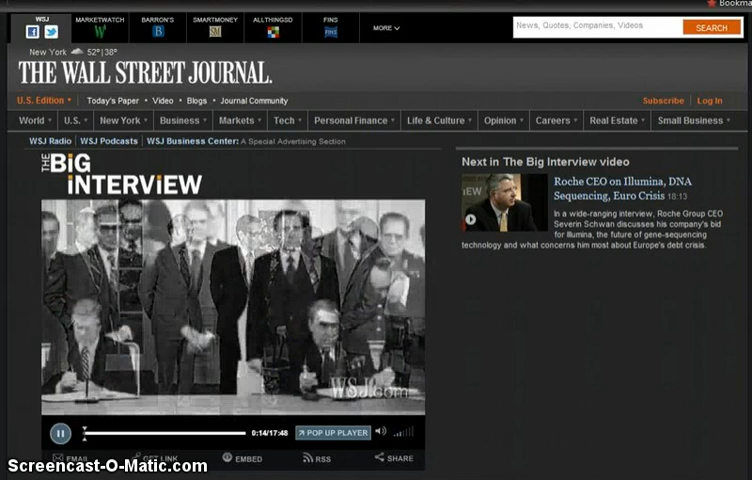 Bookma
WSJ MARKETWATCH BARRON'S SMARTMONEY ALLTHINGSD FINS
MORE
News, Quotes, Companies, Videos SEARCH
New York 52° | 38°
THE WALL STREET JOURNAL.
U.S. Edition Today's Paper • Video • Blogs • Journal Community Subscribe Log In
World U.S. New York Business Markets Tech Personal Finance Life & Culture Opinion Careers Real Estate Small Business
WSJ Radio WSJ Podcasts WSJ Business Center: A Special Advertising Section
THE BiG iNTERViEW
Next in The Big Interview video
Roche CEO on Illumina, DNA
Sequencing, Euro Crisis 18:13
In a wide-ranging interview, Roche Group CEO
Severin Schwan discusses his company's bid
for Illumina, the future of gene-sequencing
technology and what concerns him most about Europe's debt crisis.
WSJ.com
0:14/17:48 POP UP PLAYER
EMAIL GET LINK EMBED RSS SHARE
Screencast-O-Matic.com